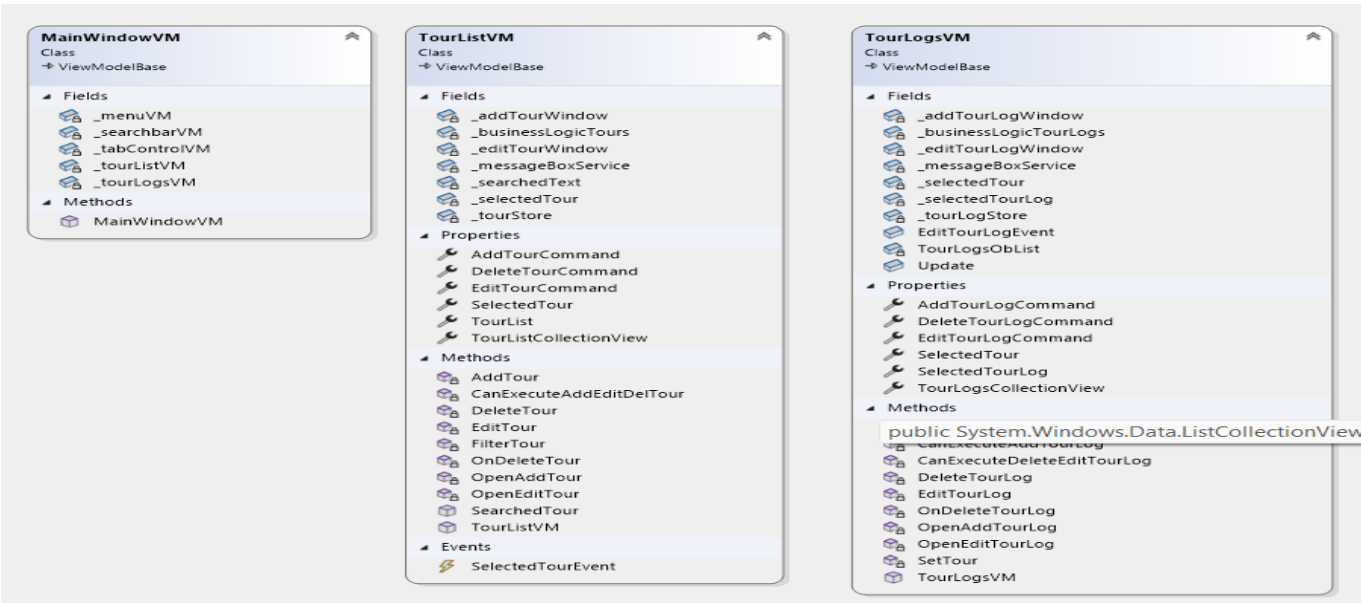 MainWindowVM
Class
ViewModelBase
Fields
_menuVM
_searchbarVM
_tabControlVM
_tourListVM
_tourLogsVM
Methods
MainWindowVM
TourListVM
Class
ViewModelBase
Fields
_addTourWindow
_businessLogicTours
_editTourWindow
_messageBoxService
_searchedText
_selectedTour
_tourStore
Properties
AddTourCommand
DeleteTourCommand
EditTourCommand
SelectedTour
TourList
TourListCollectionView
Methods
AddTour
CanExecuteAddEditDelTour
DeleteTour
EditTour
FilterTour
OnDeleteTour
OpenAddTour
OpenEditTour
SearchedTour
TourListVM
Events
SelectedTourEvent
TourLogsVM
Class
ViewModelBase
Fields
_addTourLogWindow
_businessLogicTourLogs
_editTourLogWindow
_messageBoxService
_selectedTour
_selectedTourLog
_tourLogStore
EditTourLogEvent
TourLogsObList
Update
Properties
AddTourLogCommand
DeleteTourLogCommand
EditTourLogCommand
SelectedTour
SelectedTourLog
TourLogsCollectionView
Methods
public System.Windows.Data.ListCollectionView
CanExecuteAddTourLog
CanExecuteDeleteEditTourLog
DeleteTourLog
EditTourLog
OnDeleteTourLog
OpenAddTourLog
OpenEditTourLog
SetTour
TourLogsVM